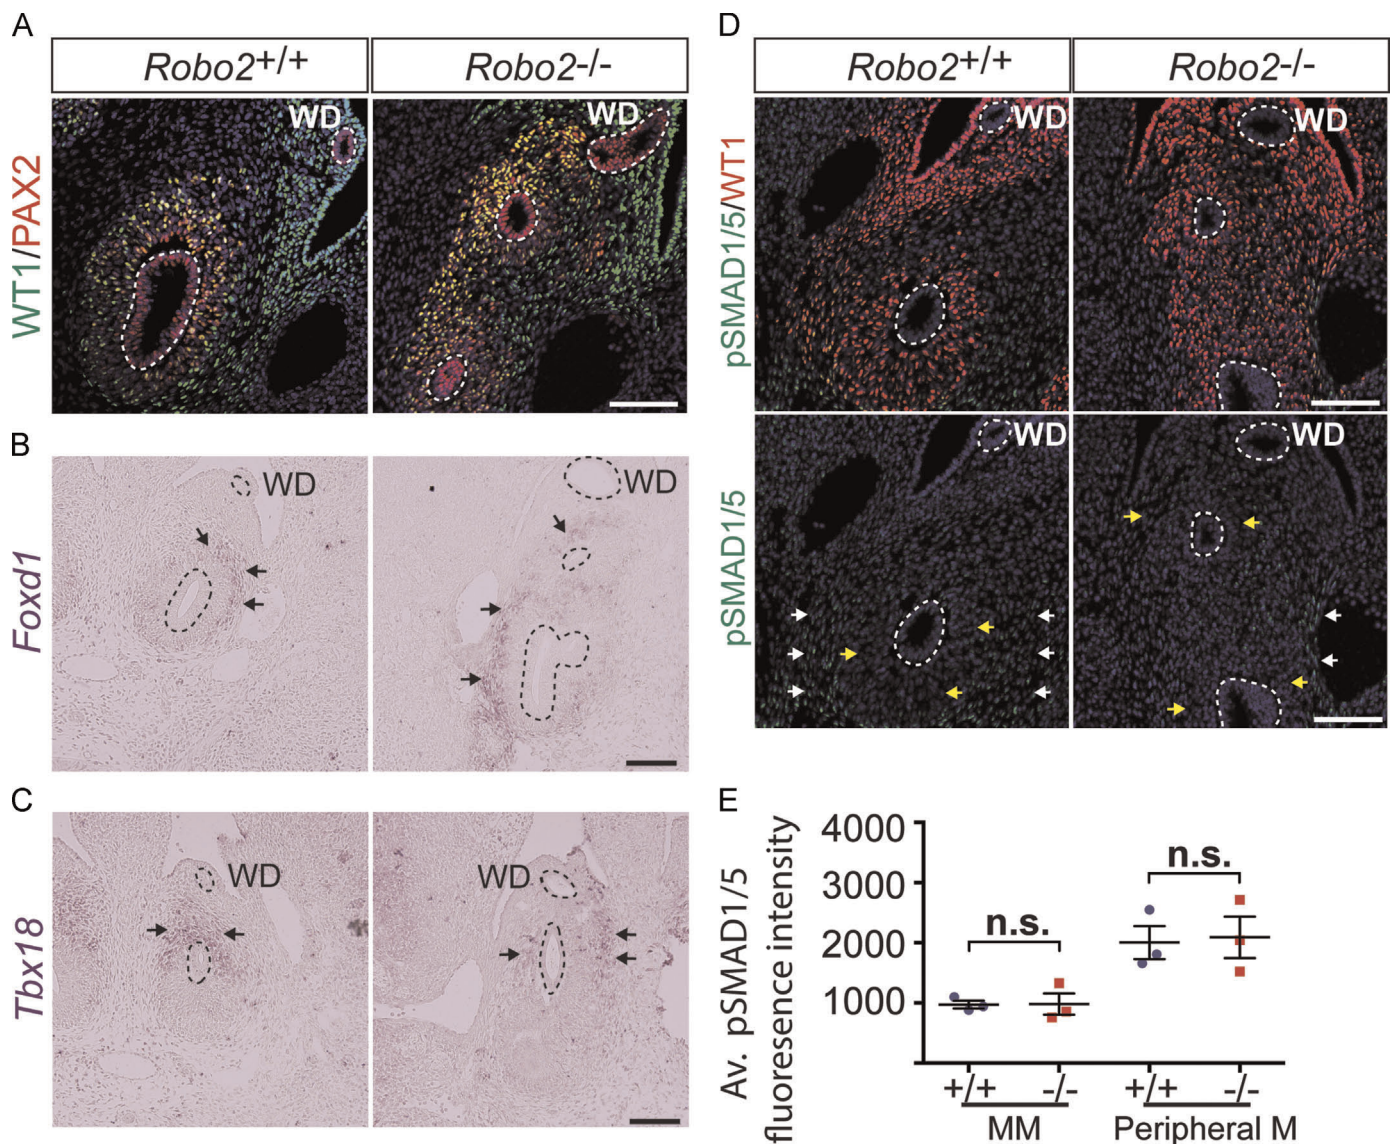 A
Robo2+/+
Robo2-/-
WT1/PAX2
WD
WD
B
Foxd1
WD
WD
C
Tbx18
WD
WD
D
Robo2+/+
Robo2-/-
pSMAD1/5/WT1
WD
WD
pSMAD1/5
WD
WD
E
Av. pSMAD1/5
fluoresence intensity
4000
3000
2000
1000
n.s.
n.s.
+/+
-/-
+/+
-/-
MM
Peripheral M